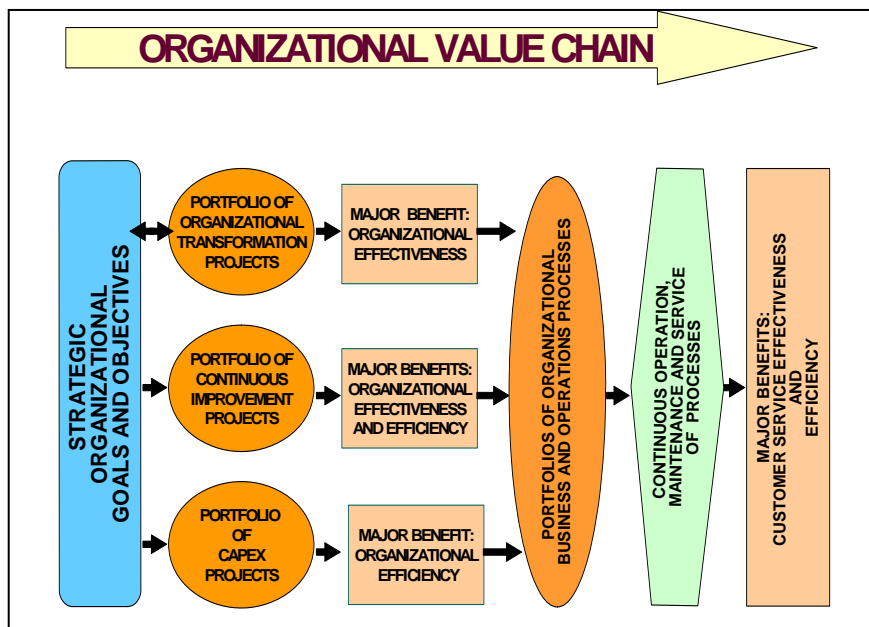 ORGANIZATIONAL VALUE CHAIN
STRATEGIC
ORGANIZATIONAL
GOALS AND OBJECTIVES
PORTFOLIO OF
ORGANIZATIONAL
TRANSFORMATION
PROJECTS
MAJOR BENEFIT:
ORGANIZATIONAL
EFFECTIVENESS
PORTFOLIO OF
CONTINUOUS
IMPROVEMENT
PROJECTS
MAJOR BENEFITS:
ORGANIZATIONAL
EFFECTIVENESS
AND EFFICIENCY
PORTFOLIO
OF
CAPEX
PROJECTS
MAJOR BENEFIT:
ORGANIZATIONAL
EFFICIENCY
PORTFOLIOS OF ORGANIZATIONAL
BUSINESS AND OPERATIONS PROCESSES
CONTINUOUS OPERATION,
MAINTENANCE AND SERVICE
OF PROCESSES
MAJOR BENEFITS:
CUSTOMER SERVICE EFFECTIVENESS
AND
EFFICIENCY